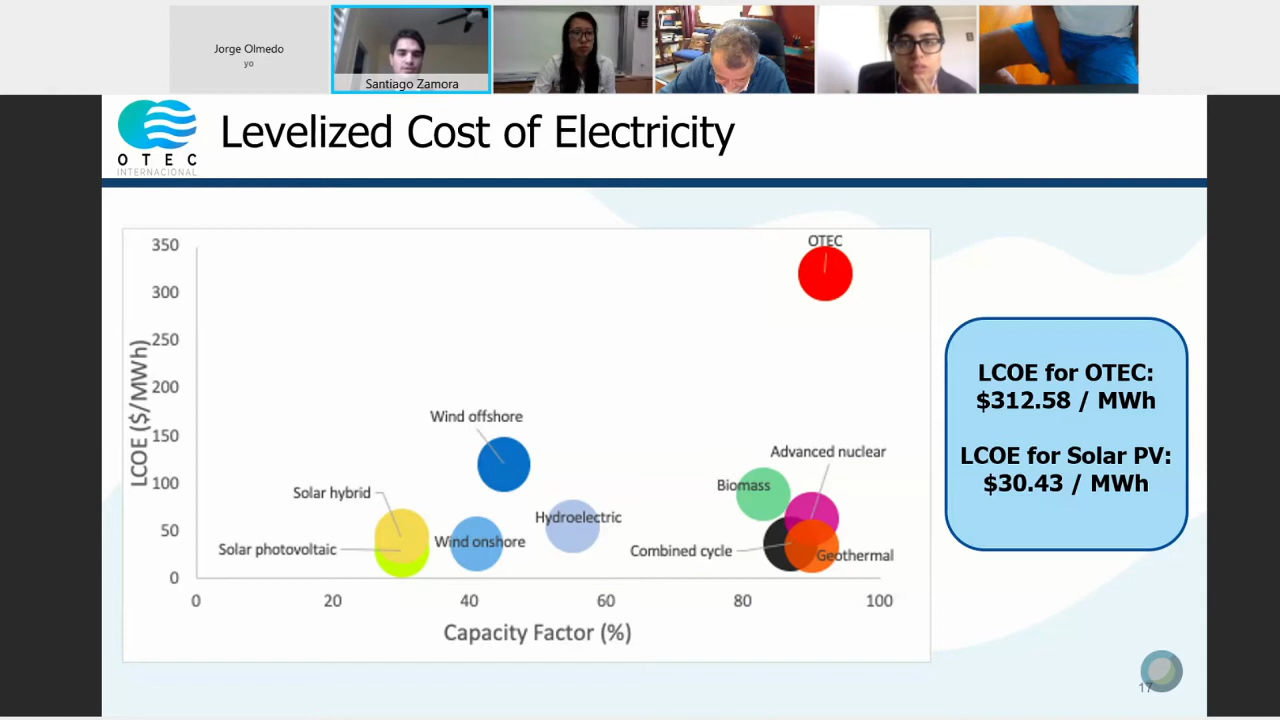 Jorge Olmedo
yo
Santiago Zamora
OTEC
INTERNACIONAL
Levelized Cost of Electricity
350
300
250
200
150
100
50
0
LCOE ($/MWh)
OTEC
Wind offshore
Advanced nuclear
Biomass
Solar hybrid
Hydroelectric
Wind onshore
Solar photovoltaic
Combined cycle
Geothermal
0 20 40 60 80 100
Capacity Factor (%)
LCOE for OTEC:
$312.58 / MWh
LCOE for Solar PV:
$30.43 / MWh
17